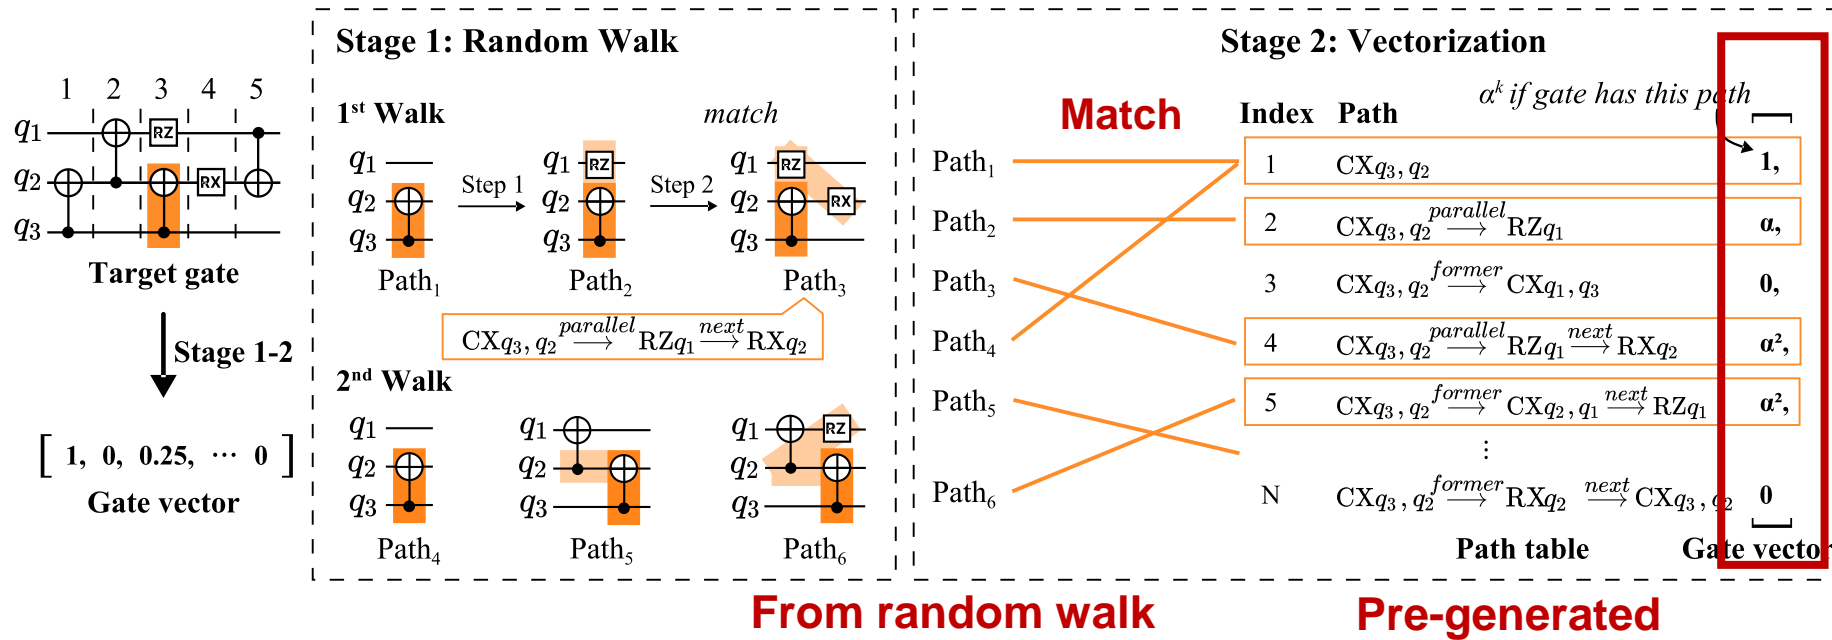 1 2 3 4 5
q1 RZ
q2 RX
q3
Target gate
Stage 1-2
[ 1, 0, 0.25, ⋯ 0 ]
Gate vector
Stage 1: Random Walk
1st Walk
match
q1
q2
q3
Path1
Step 1
q1 RZ
q2
q3
Path2
Step 2
q1 RZ
q2 RX
q3
Path3
CXq3, q2 parallel→ RZq1 next→ RXq2
2nd Walk
q1
q2
q3
Path4
q1
q2
q3
Path5
q1 RZ
q2
q3
Path6
Stage 2: Vectorization
αk if gate has this path
Match
Index Path
Path1
Path2
Path3
Path4
Path5
Path6
1 CXq3, q2 1,
2 CXq3, q2 parallel→ RZq1 α,
3 CXq3, q2 former→ CXq1, q3 0,
4 CXq3, q2 parallel→ RZq1 next→ RXq2 α²,
5 CXq3, q2 former→ CXq2, q1 next→ RZq1 α²,
⋮
N CXq3, q2 former→ RXq2 next→ CXq3, q2 0
Path table
Gate vector
From random walk
Pre-generated